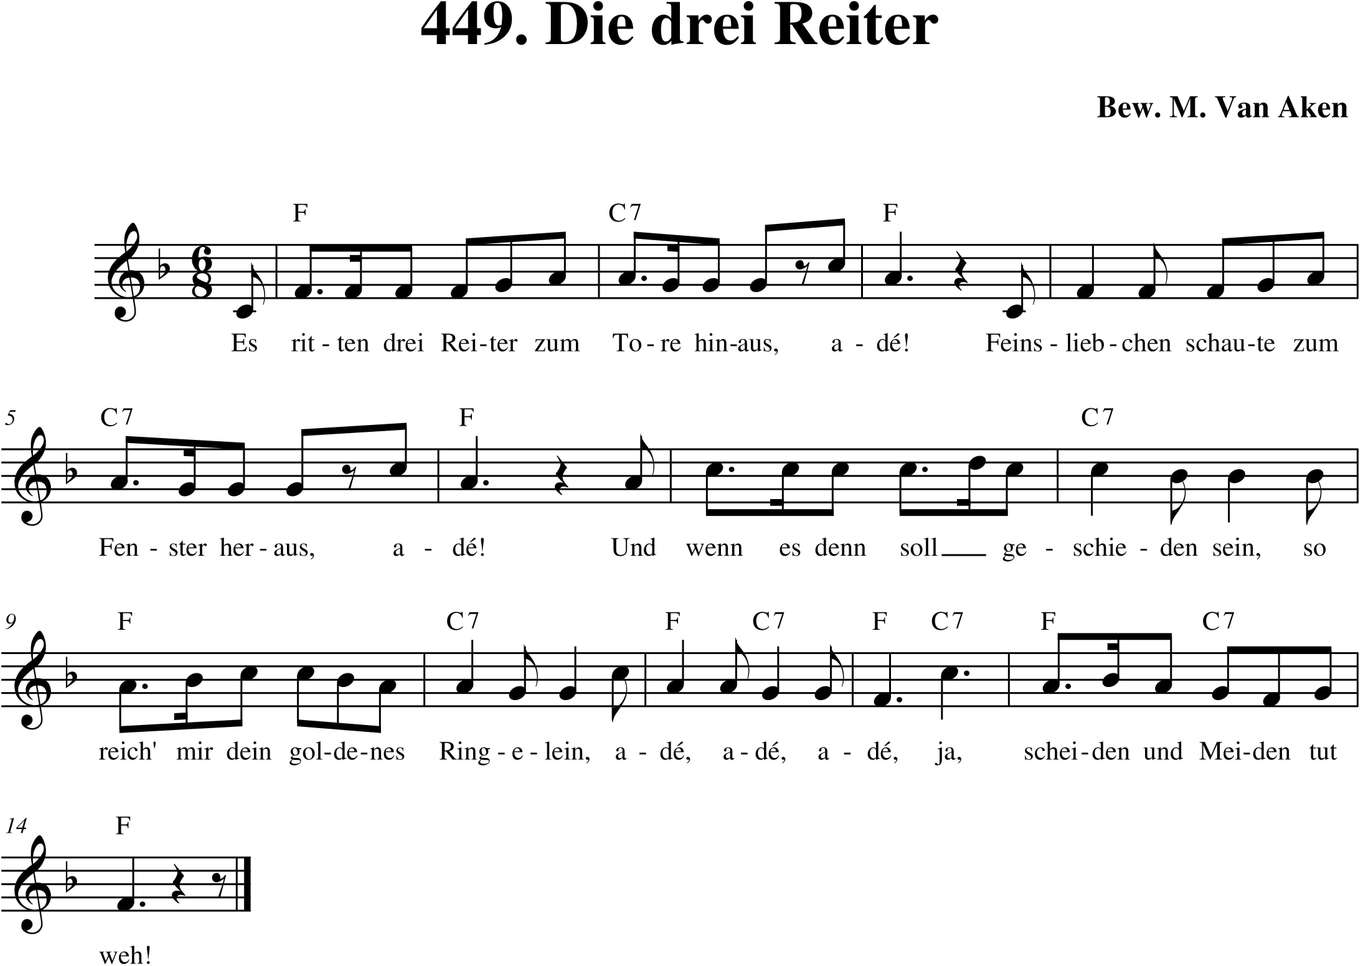 449. Die drei Reiter
Bew. M. Van Aken
F C7 F
6
8
Es rit - ten drei Rei - ter zum To - re hin - aus, a - dé! Feins - lieb - chen schau - te zum
5 C7 F C7
Fen - ster her - aus, a - dé! Und wenn es denn soll ge - schie - den sein, so
9 F C7 F C7 F C7 F C7
reich' mir dein gol - de - nes Ring - e - lein, a - dé, a - dé, a - dé, ja, schei - den und Mei - den tut
14 F
weh!